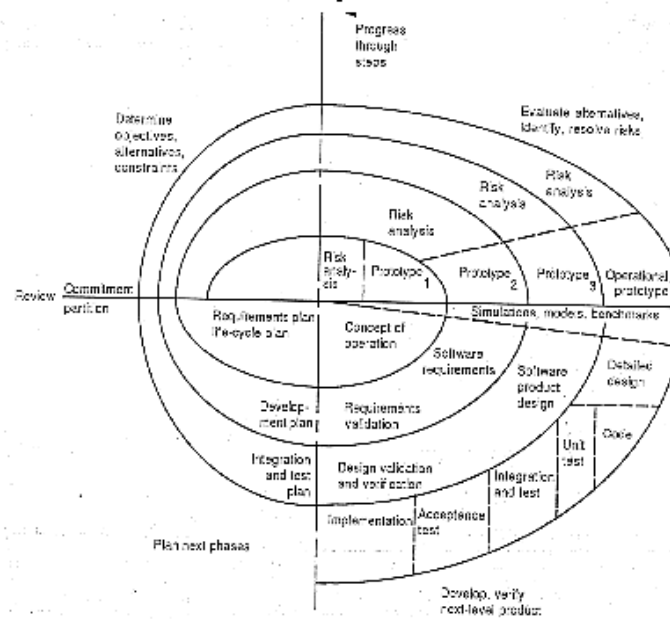 Progress
through
steps
Determine
objectives,
alternatives,
constraints
Evaluate alternatives,
identify, resolve risks
Risk
analysis
Risk
analysis
Risk
analysis
Risk
analy-
sis
Prototype
1
Prototype
2
Prototype
3
Operational
prototype
Review
Commitment
partition
Simulations, models, benchmarks
Requirements plan
life-cycle plan
Concept of
operation
Software
requirements
Software
product
design
Detailed
design
Develop-
ment plan
Requirements
validation
Code
Unit
test
Integration
and test
plan
Design validation
and verification
Integration
and test
Acceptance
test
Implementation
Plan next phases
Develop, verify
next-level product